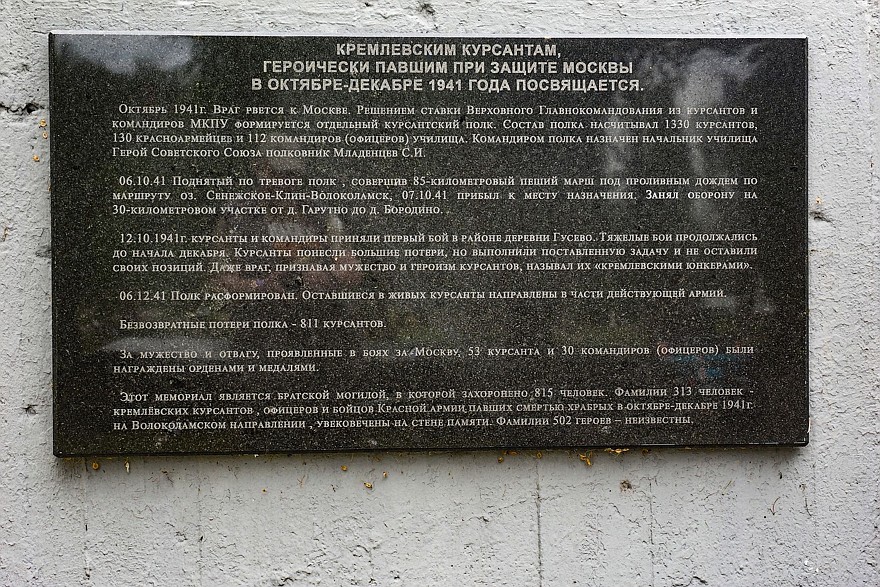 КРЕМЛЕВСКИМ КУРСАНТАМ,
ГЕРОИЧЕСКИ ПАВШИМ ПРИ ЗАЩИТЕ МОСКВЫ
В ОКТЯБРЕ-ДЕКАБРЕ 1941 ГОДА ПОСВЯЩАЕТСЯ.
Октябрь 1941г. Враг рвется к Москве. Решением ставки Верховного Главнокомандования из курсантов и
командиров МКПУ формируется отдельный курсантский полк. Состав полка насчитывал 1330 курсантов,
130 красноармейцев и 112 командиров (офицеров) училища. Командиром полка назначен начальник училища
Герой Советского Союза полковник Младенцев С.И.
06.10.41 Поднятый по тревоге полк , совершив 85-километровый пеший марш под проливным дождем по
маршруту оз. Сенежское-Клин-Волоколамск, 07.10.41 прибыл к месту назначения. Занял оборону на
30-километровом участке от д. Гарутно до д. Бородино. .
12.10.1941г. курсанты и командиры приняли первый бой в районе деревни Гусево. Тяжелые бои продолжались
до начала декабря. Курсанты понесли большие потери, но выполнили поставленную задачу и не оставили
своих позиций. Даже враг, признавая мужество и героизм курсантов, называл их «кремлевскими юнкерами».
06.12.41 Полк расформирован. Оставшиеся в живых курсанты направлены в части действующей армии.
Безвозвратные потери полка - 811 курсантов.
За мужество и отвагу, проявленные в боях за Москву, 53 курсанта и 30 командиров (офицеров) были
награждены орденами и медалями.
Этот мемориал является братской могилой, в которой захоронено 815 человек. Фамилии 313 человек -
кремлёвских курсантов , офицеров и бойцов Красной Армии павших смертью храбрых в октябре-декабре 1941г.
на Волоколамском направлении , увековечены на стене памяти. Фамилии 502 героев – неизвестны.